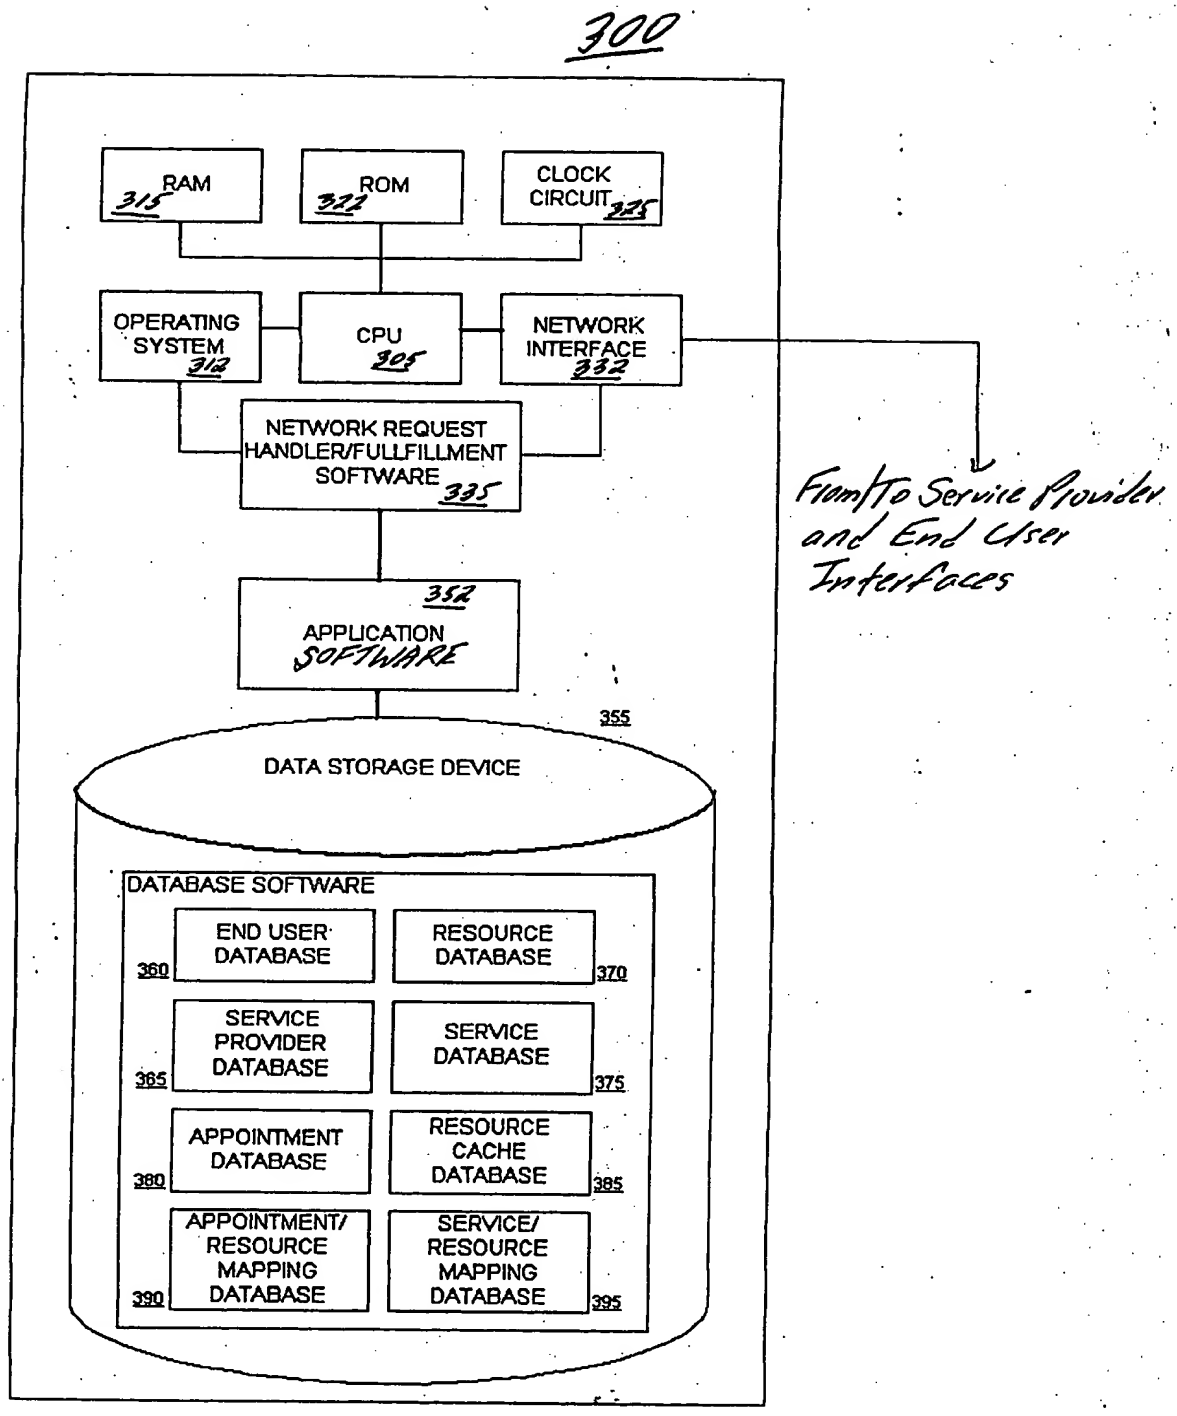 300
RAM
315
ROM
322
CLOCK
CIRCUIT
325
OPERATING
SYSTEM
312
CPU
305
NETWORK
INTERFACE
332
NETWORK REQUEST
HANDLER/FULLFILLMENT
SOFTWARE
335
From/To Service Provider
and End User
Interfaces
352
APPLICATION
SOFTWARE
355
DATA STORAGE DEVICE
DATABASE SOFTWARE
END USER
DATABASE
360
RESOURCE
DATABASE
370
SERVICE
PROVIDER
DATABASE
365
SERVICE
DATABASE
375
APPOINTMENT
DATABASE
380
RESOURCE
CACHE
DATABASE
385
APPOINTMENT/
RESOURCE
MAPPING
DATABASE
390
SERVICE/
RESOURCE
MAPPING
DATABASE
395